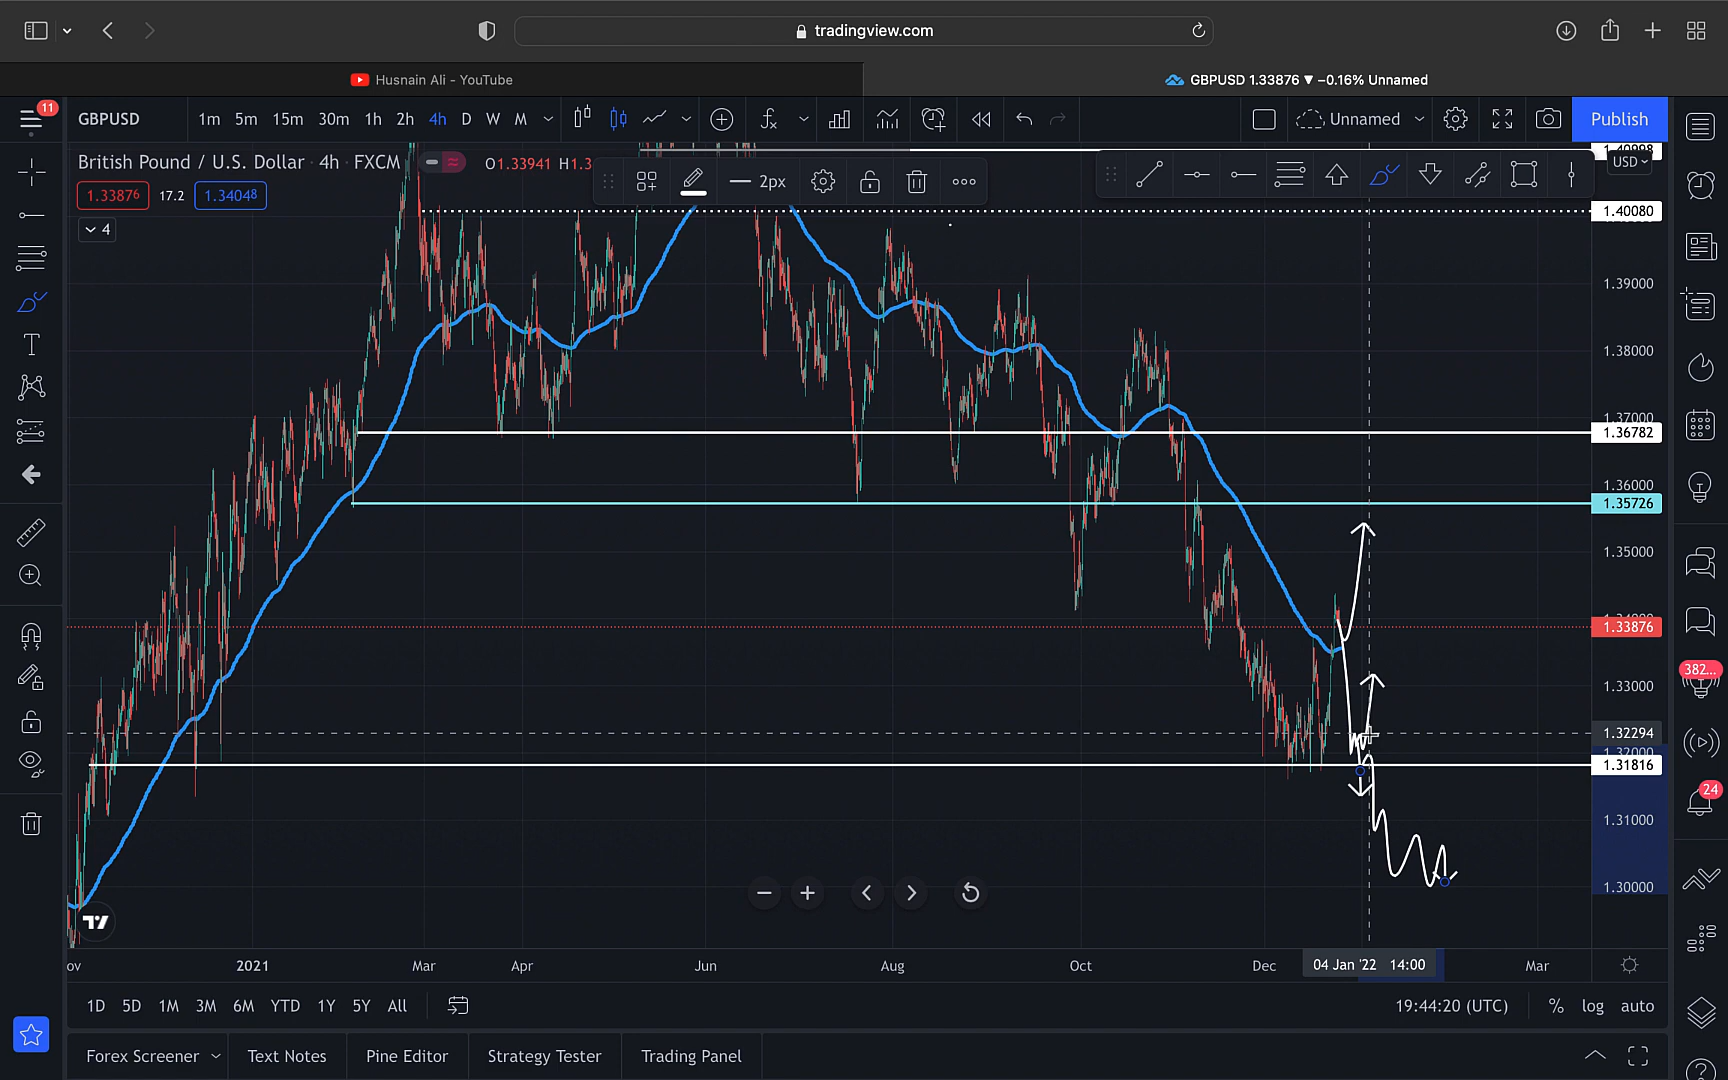 tradingview.com
Husnain Ali - YouTube
GBPUSD 1.33876 ▼ −0.16% Unnamed
11
GBPUSD 1m 5m 15m 30m 1h 2h 4h D W M Unnamed Publish
British Pound / U.S. Dollar · 4h · FXCM O1.33941 H1.3
2px
USD
1.33876 17.2 1.34048
4
1.40080
1.39000
1.38000
1.37000
1.36782
1.36000
1.35726
1.35000
1.33876
1.33000
1.32294
1.32000
1.31816
1.31000
1.30000
382...
24
ov 2021 Mar Apr Jun Aug Oct Dec 04 Jan '22 14:00 Mar
1D 5D 1M 3M 6M YTD 1Y 5Y All 19:44:20 (UTC) % log auto
Forex Screener Text Notes Pine Editor Strategy Tester Trading Panel